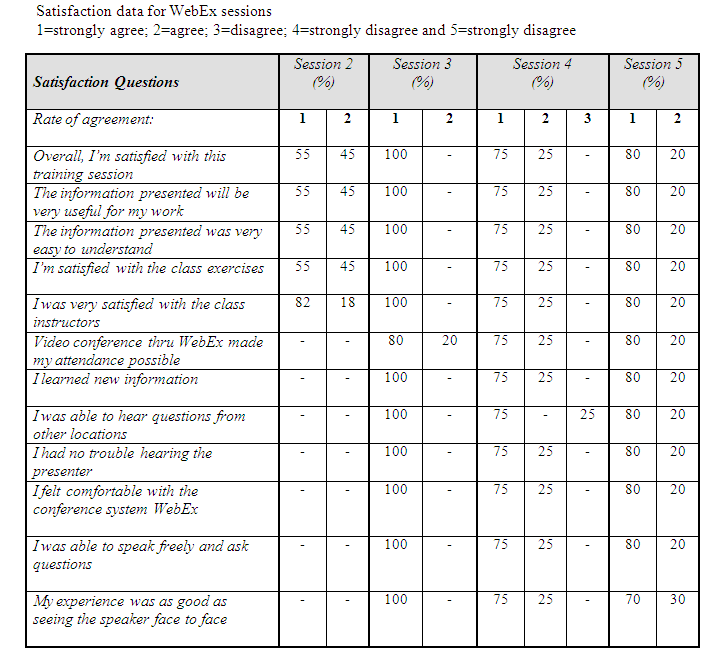 Satisfaction data for WebEx sessions
1=strongly agree; 2=agree; 3=disagree; 4=strongly disagree and 5=strongly disagree
Satisfaction Questions Session 2 (%) Session 3 (%) Session 4 (%) Session 5 (%)
Rate of agreement: 1 2 1 2 1 2 3 1 2
Overall, I'm satisfied with this 55 45 100 - 75 25 - 80 20
training session
The information presented will be 55 45 100 - 75 25 - 80 20
very useful for my work
The information presented was very 55 45 100 - 75 25 - 80 20
easy to understand
I'm satisfied with the class exercises 55 45 100 - 75 25 - 80 20
I was very satisfied with the class 82 18 100 - 75 25 - 80 20
instructors
Video conference thru WebEx made - - 80 20 75 25 - 80 20
my attendance possible
I learned new information - - 100 - 75 25 - 80 20
I was able to hear questions from - - 100 - 75 - 25 80 20
other locations
I had no trouble hearing the - - 100 - 75 25 - 80 20
presenter
I felt comfortable with the - - 100 - 75 25 - 80 20
conference system WebEx
I was able to speak freely and ask - - 100 - 75 25 - 80 20
questions
My experience was as good as - - 100 - 75 25 - 70 30
seeing the speaker face to face